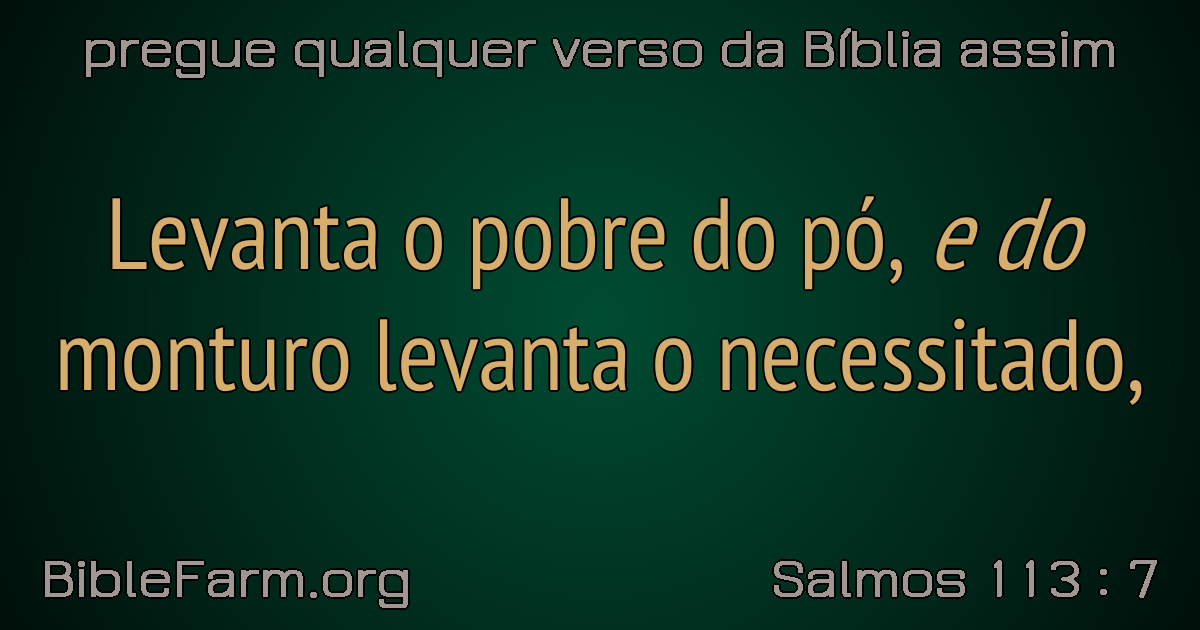 pregue qualquer verso da Bíblia assim
Levanta o pobre do pó, e do
monturo levanta o necessitado,
BibleFarm.org
Salmos 113 : 7